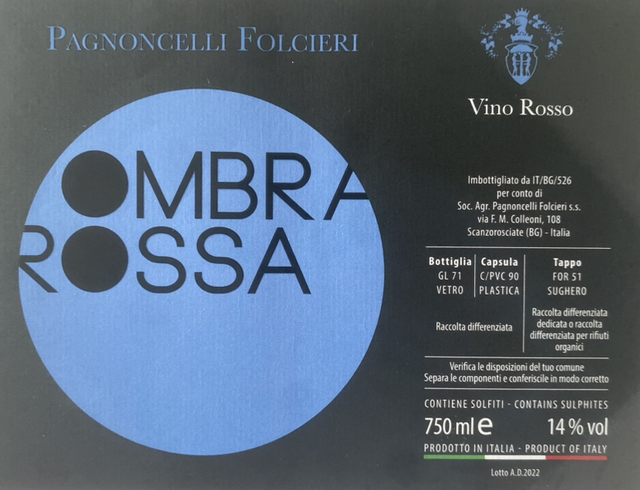 PAGNONCELLI FOLCIERI
OMBRA
ROSSA
Vino Rosso
Imbottigliato da IT/BG/526
per conto di
Soc. Agr. Pagnoncelli Folcieri s.s.
via F. M. Colleoni, 108
Scanzorosciate (BG) - Italia
Bottiglia Capsula Tappo
GL 71 C/PVC 90 FOR 51
VETRO PLASTICA SUGHERO
Raccolta differenziata
Raccolta differenziata
dedicata o raccolta
differenziata per rifiuti
organici
Verifica le disposizioni del tuo comune
Separa le componenti e conferiscile in modo corretto
CONTIENE SOLFITI - CONTAINS SULPHITES
750 ml e 14 % vol
PRODOTTO IN ITALIA - PRODUCT OF ITALY
Lotto A.D.2022